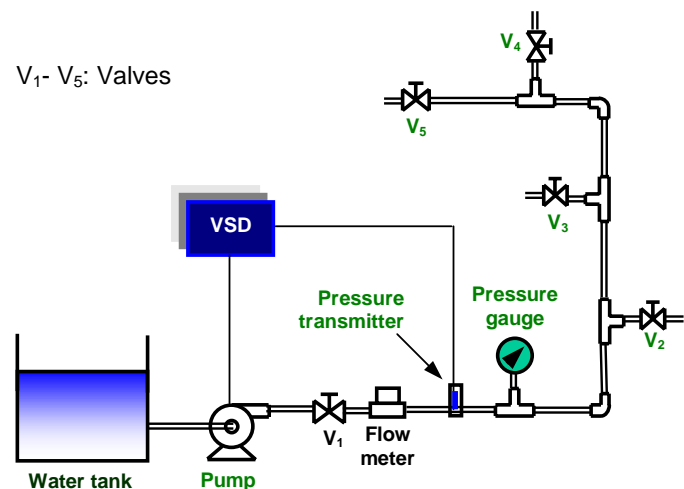 V₄
V₁- V₅: Valves
V₅
V₃
VSD
Pressure
transmitter
Pressure
gauge
V₂
V₁
Flow
meter
Water tank
Pump